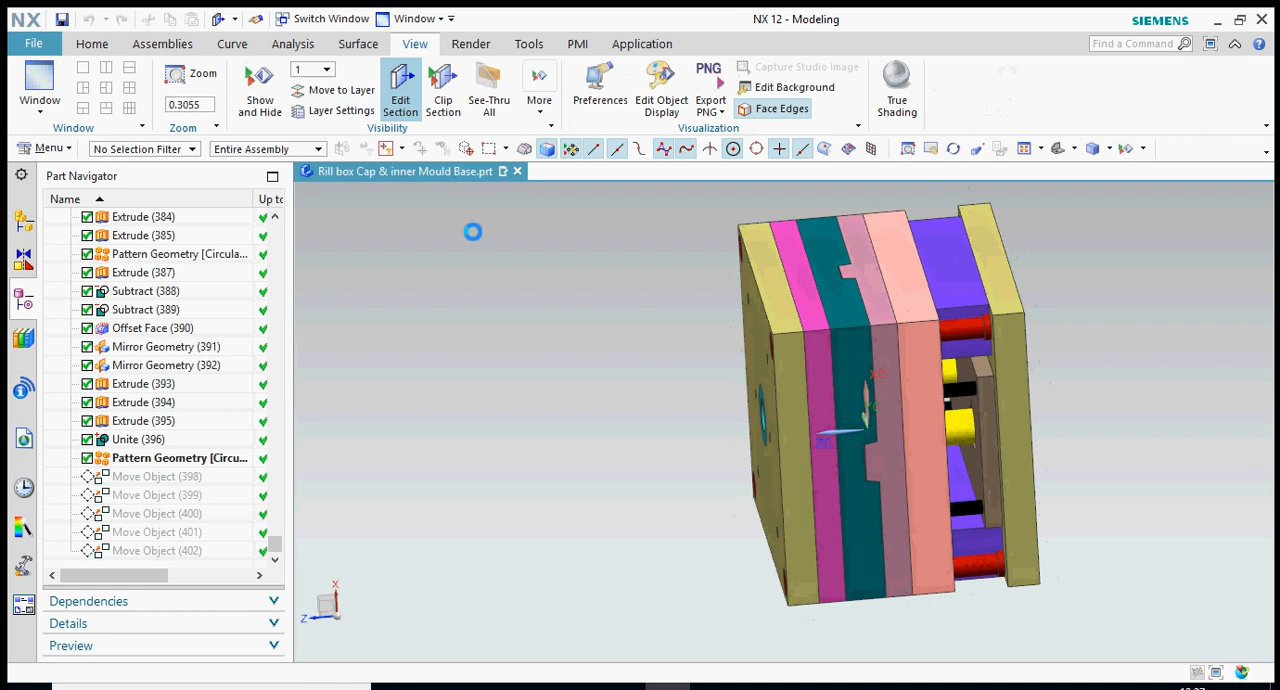 NX
Switch Window
Window
NX 12 - Modeling
SIEMENS
File
Home
Assemblies
Curve
Analysis
Surface
View
Render
Tools
PMI
Application
Find a Command
Window
Window
Zoom
0.3055
Zoom
Show and Hide
1
Move to Layer
Layer Settings
Edit Section
Clip Section
See-Thru All
More
Visibility
Preferences
Edit Object Display
PNG
Export PNG
Capture Studio Image
Edit Background
Face Edges
Visualization
True Shading
Menu
No Selection Filter
Entire Assembly
Part Navigator
Rill box Cap & inner Mould Base.prt
Name
Up to
Extrude (384)
Extrude (385)
Pattern Geometry [Circula...
Extrude (387)
Subtract (388)
Subtract (389)
Offset Face (390)
Mirror Geometry (391)
Mirror Geometry (392)
Extrude (393)
Extrude (394)
Extrude (395)
Unite (396)
Pattern Geometry [Circu...
Move Object (398)
Move Object (399)
Move Object (400)
Move Object (401)
Move Object (402)
Dependencies
Details
Preview
XC
YC
ZC
X
Z